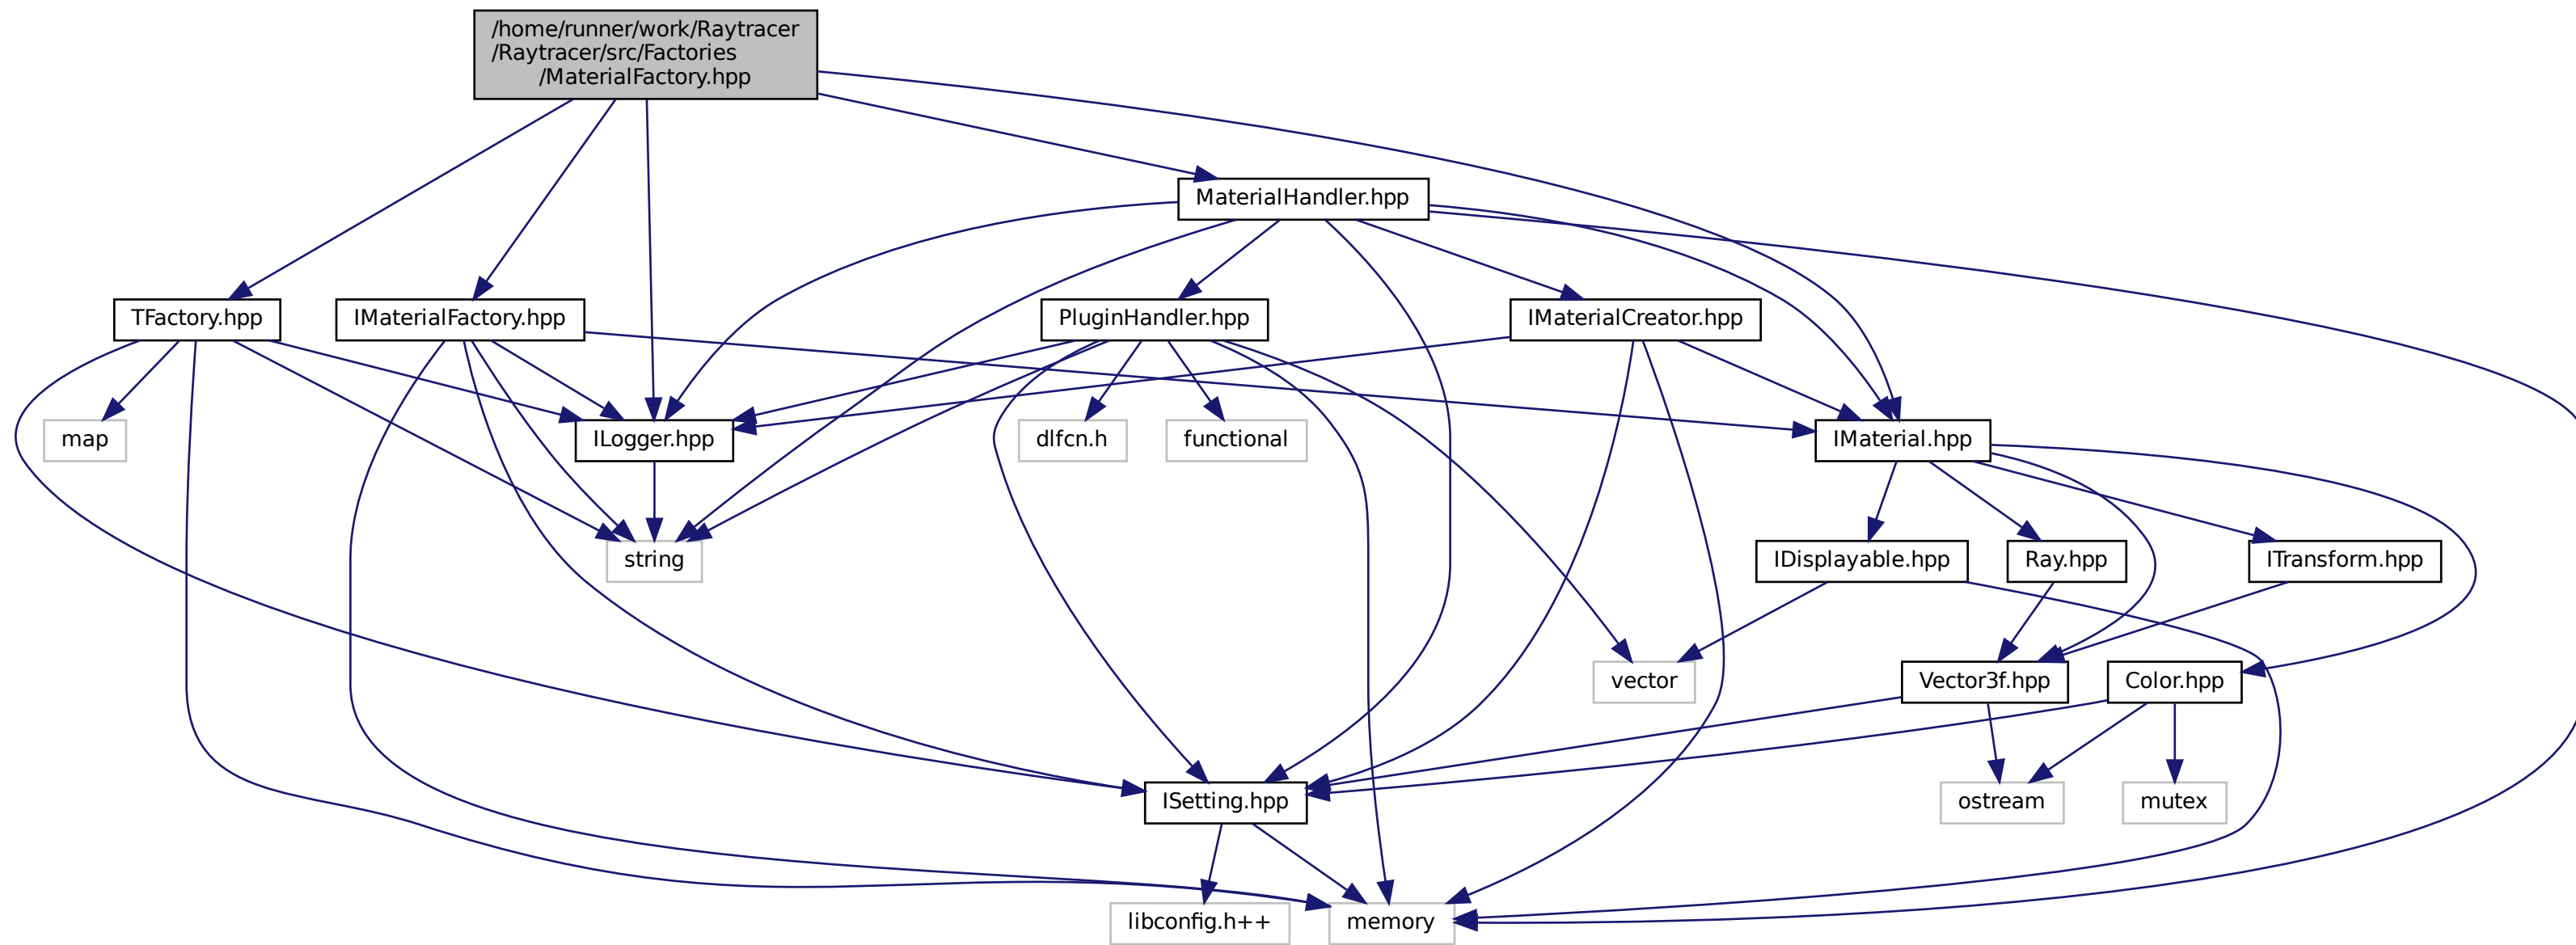 /home/runner/work/Raytracer
/Raytracer/src/Factories
/MaterialFactory.hpp
MaterialHandler.hpp
TFactory.hpp
IMaterialFactory.hpp
PluginHandler.hpp
IMaterialCreator.hpp
map
ILogger.hpp
dlfcn.h
functional
IMaterial.hpp
string
IDisplayable.hpp
Ray.hpp
ITransform.hpp
vector
Vector3f.hpp
Color.hpp
ISetting.hpp
ostream
mutex
libconfig.h++
memory